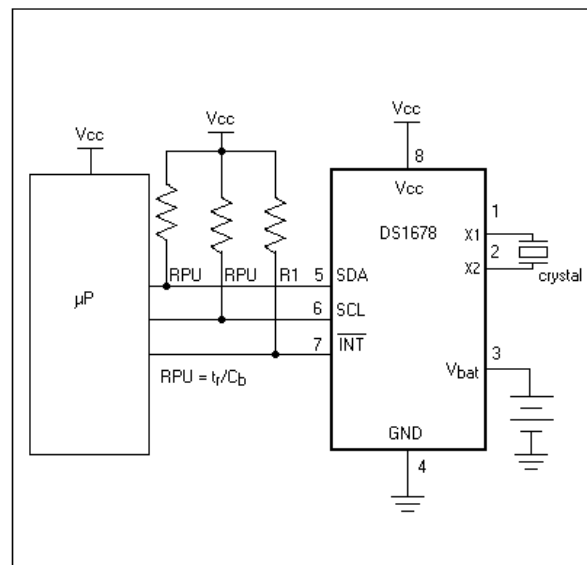 Vcc
Vcc
Vcc
8
Vcc
DS1678
1
X1
2
X2
crystal
RPU RPU R1 5 SDA
µP
6 SCL
7 INT
RPU = tr/Cb
3
Vbat
GND
4